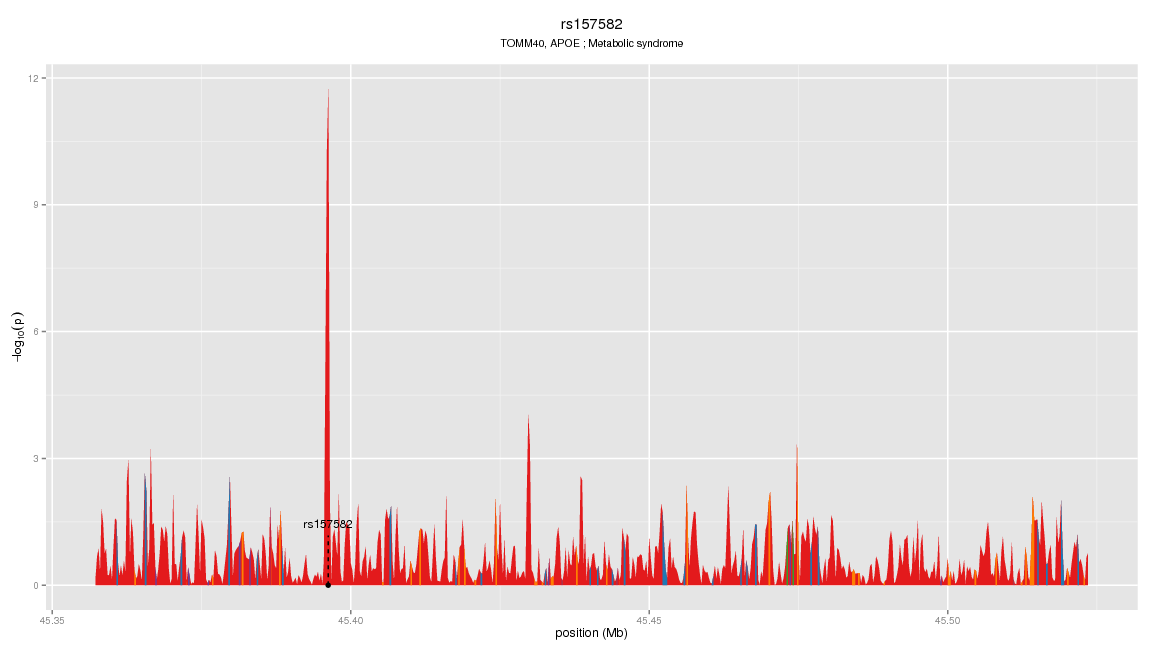 rs157582
TOMM40, APOE ; Metabolic syndrome
12
9
6
3
0
−log10(p)
rs157582
45.35
45.40
45.45
45.50
position (Mb)